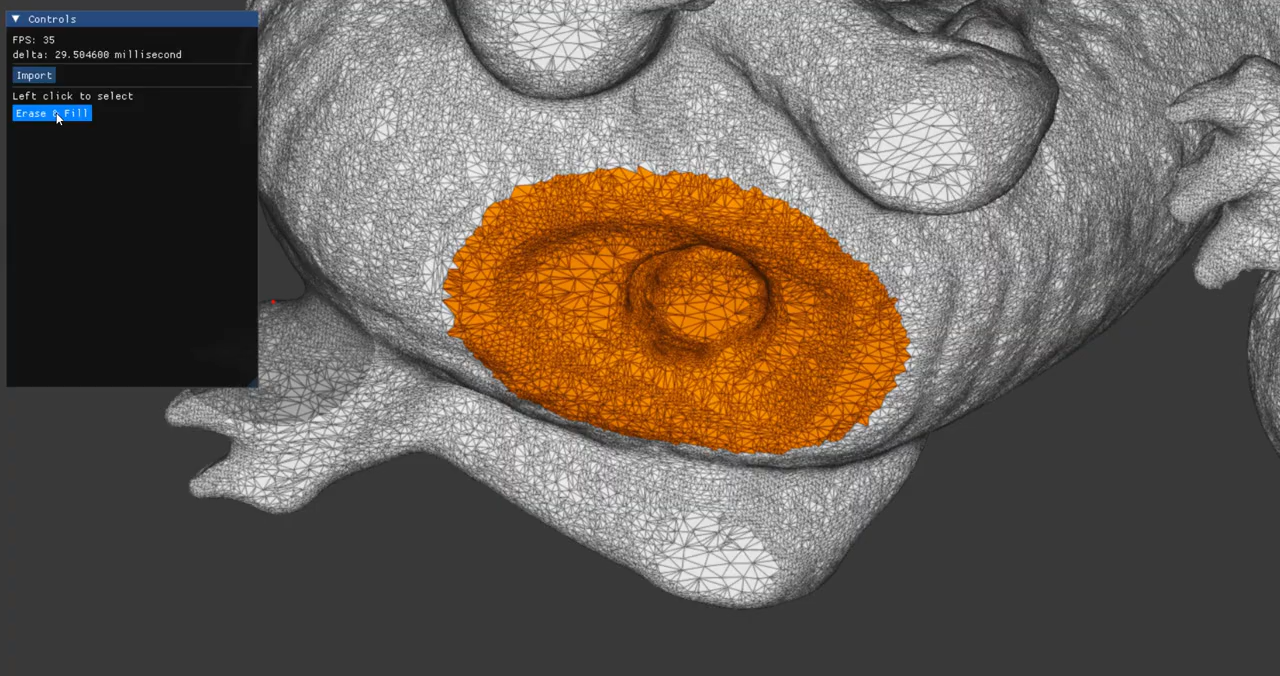 Controls
FPS: 35
delta: 29.504600 millisecond
Import
Left click to select
Erase & Fill